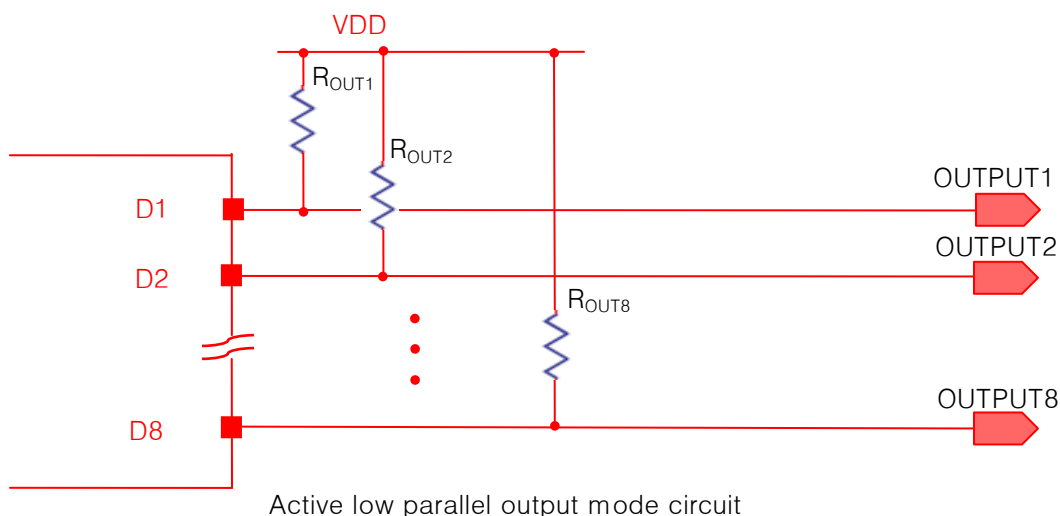 VDD
ROUT1
ROUT2
OUTPUT1
D1
OUTPUT2
D2
ROUT8
OUTPUT8
D8
Active low parallel output mode circuit